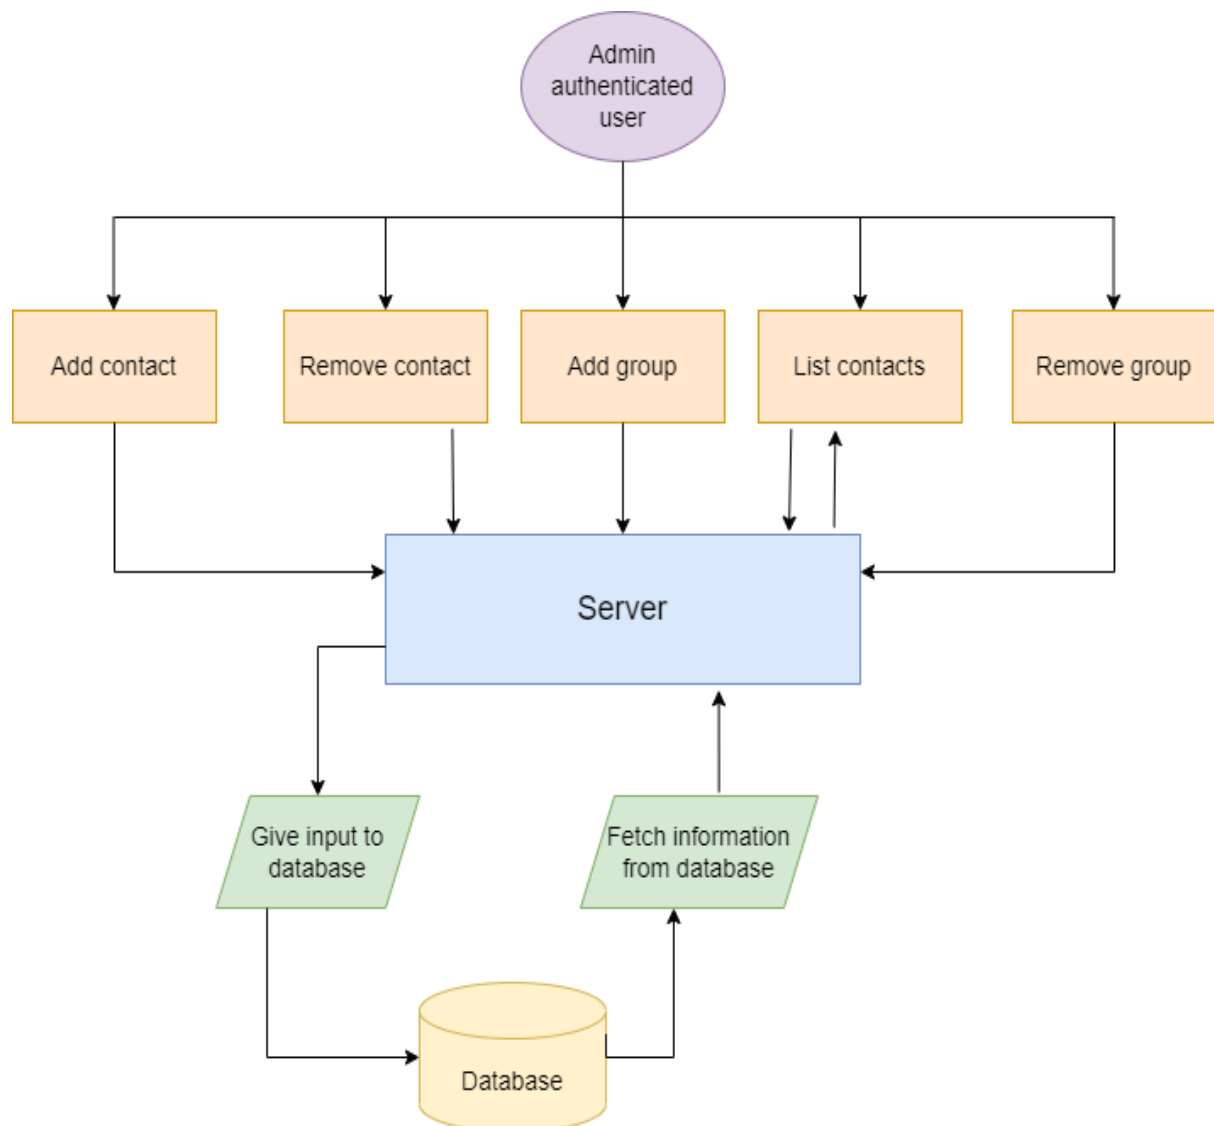 Admin
authenticated
user
Add contact
Remove contact
Add group
List contacts
Remove group
Server
Give input to
database
Fetch information
from database
Database